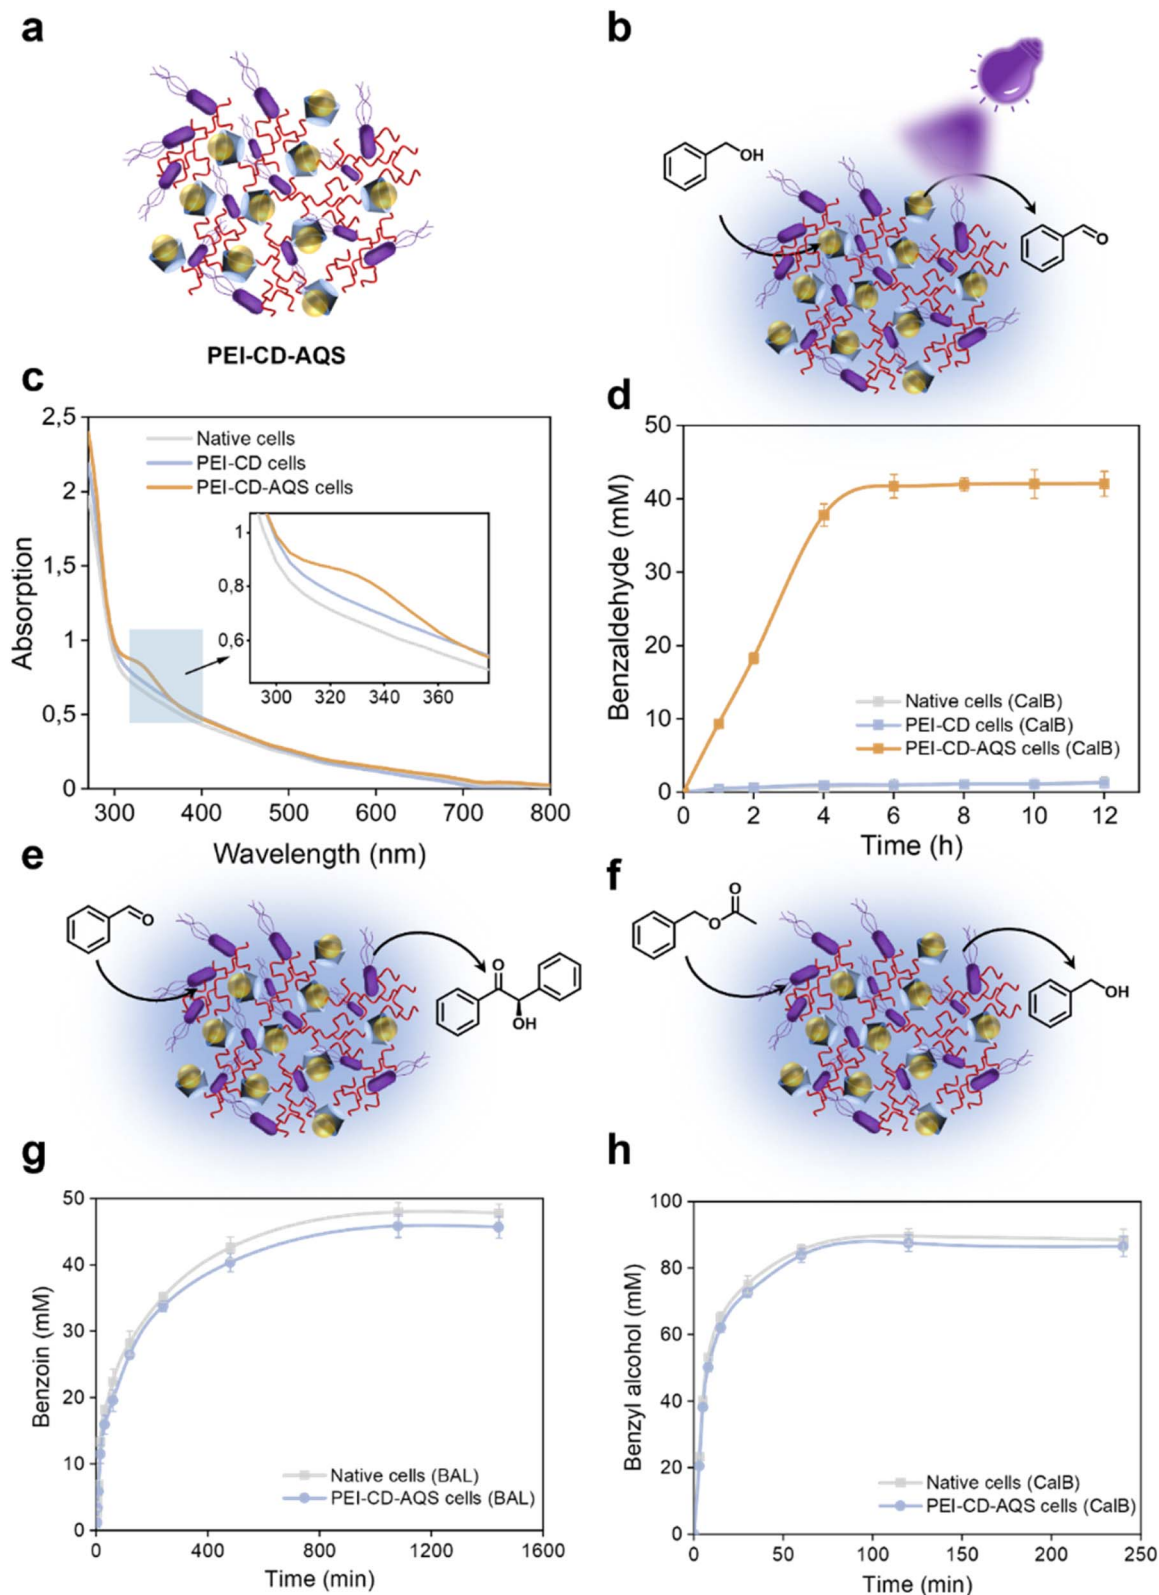 a
PEI-CD-AQS
b
OH
O
c
2,5
2
1,5
1
0,5
0
Absorption
Native cells
PEI-CD cells
PEI-CD-AQS cells
1
0,8
0,6
300 320 340 360
300 400 500 600 700 800
Wavelength (nm)
d
50
40
30
20
10
0
Benzaldehyde (mM)
Native cells (CalB)
PEI-CD cells (CalB)
PEI-CD-AQS cells (CalB)
0 2 4 6 8 10 12
Time (h)
e
O
O
OH
f
O
O
OH
g
50
40
30
20
10
0
Benzoin (mM)
Native cells (BAL)
PEI-CD-AQS cells (BAL)
0 400 800 1200 1600
Time (min)
h
100
80
60
40
20
0
Benzyl alcohol (mM)
Native cells (CalB)
PEI-CD-AQS cells (CalB)
0 50 100 150 200 250
Time (min)